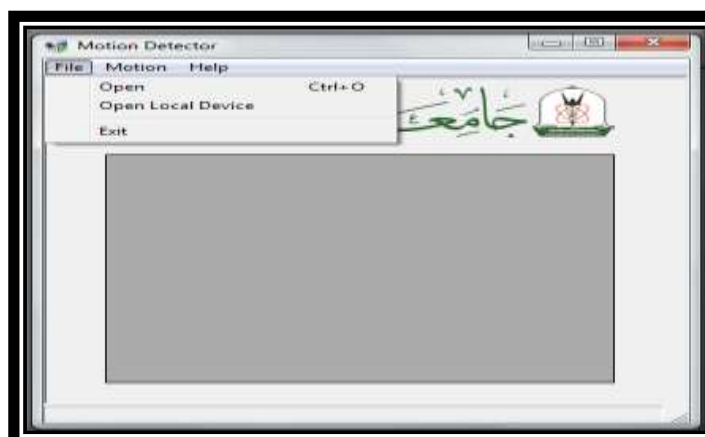 Motion Detector
File Motion Help
Open Ctrl+O
Open Local Device
Exit